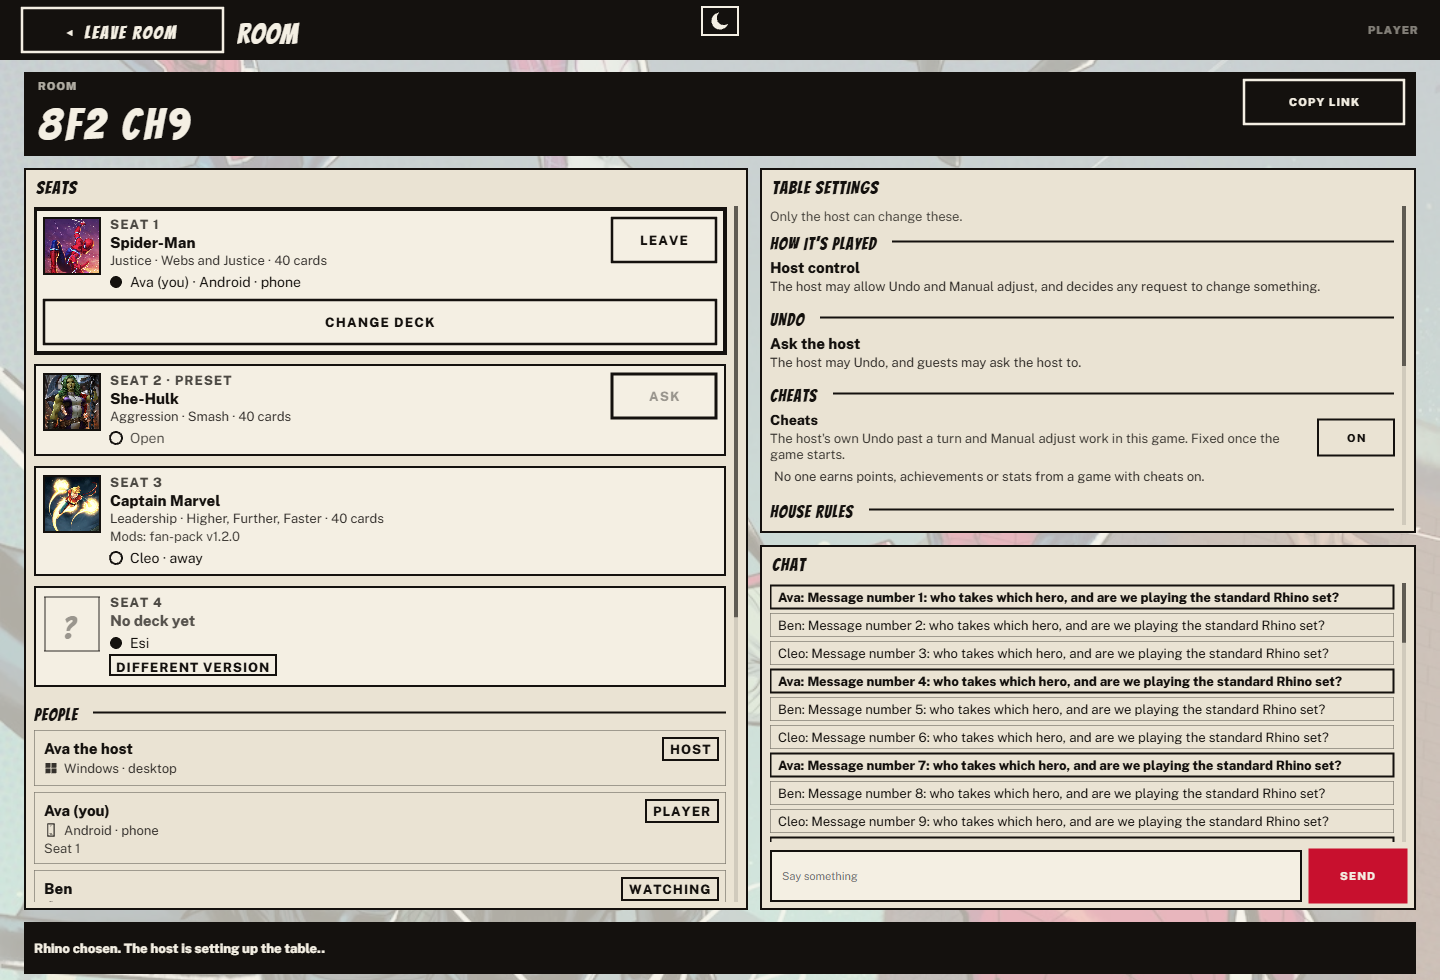 ◂ LEAVE ROOM
ROOM
PLAYER
ROOM
8F2 CH9
COPY LINK
SEATS
SEAT 1
Spider-Man
Justice · Webs and Justice · 40 cards
Ava (you) · Android · phone
LEAVE
CHANGE DECK
SEAT 2 · PRESET
She-Hulk
Aggression · Smash · 40 cards
Open
ASK
SEAT 3
Captain Marvel
Leadership · Higher, Further, Faster · 40 cards
Mods: fan-pack v1.2.0
Cleo · away
?
SEAT 4
No deck yet
Esi
DIFFERENT VERSION
PEOPLE
Ava the host
Windows · desktop
HOST
Ava (you)
Android · phone
Seat 1
PLAYER
Ben
WATCHING
TABLE SETTINGS
Only the host can change these.
HOW IT'S PLAYED
Host control
The host may allow Undo and Manual adjust, and decides any request to change something.
UNDO
Ask the host
The host may Undo, and guests may ask the host to.
CHEATS
Cheats
The host's own Undo past a turn and Manual adjust work in this game. Fixed once the
game starts.
ON
No one earns points, achievements or stats from a game with cheats on.
HOUSE RULES
CHAT
Ava: Message number 1: who takes which hero, and are we playing the standard Rhino set?
Ben: Message number 2: who takes which hero, and are we playing the standard Rhino set?
Cleo: Message number 3: who takes which hero, and are we playing the standard Rhino set?
Ava: Message number 4: who takes which hero, and are we playing the standard Rhino set?
Ben: Message number 5: who takes which hero, and are we playing the standard Rhino set?
Cleo: Message number 6: who takes which hero, and are we playing the standard Rhino set?
Ava: Message number 7: who takes which hero, and are we playing the standard Rhino set?
Ben: Message number 8: who takes which hero, and are we playing the standard Rhino set?
Cleo: Message number 9: who takes which hero, and are we playing the standard Rhino set?
Say something
SEND
Rhino chosen. The host is setting up the table..